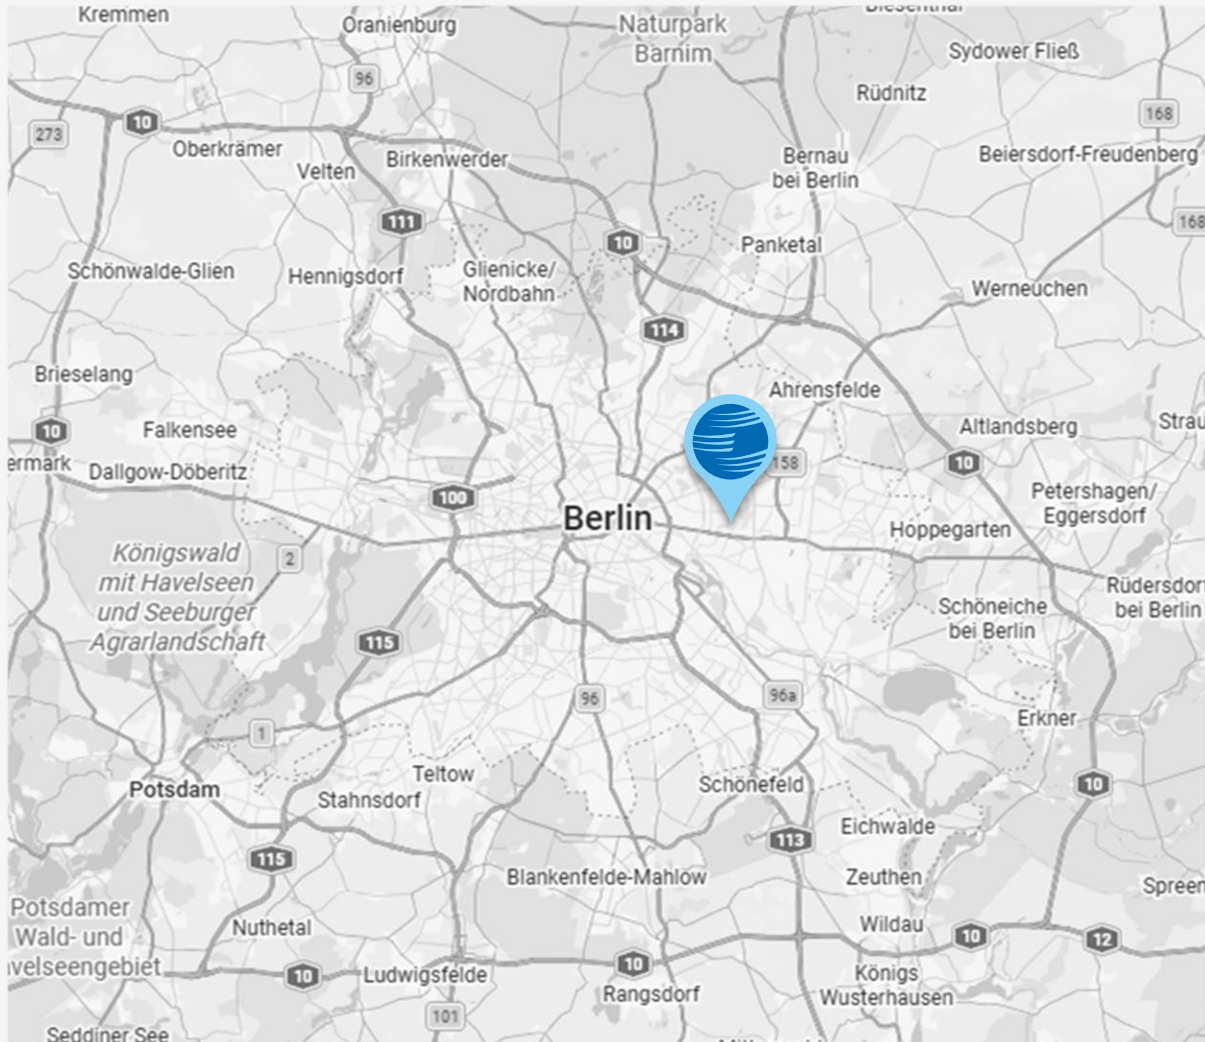 Kremmen
Oranienburg
Naturpark
Barnim
Biesenthal
Sydower Fließ
96
Rüdnitz
273
10
168
Oberkrämer
Velten
Birkenwerder
Bernau
bei Berlin
Beiersdorf-Freudenberg
111
10
168
Panketal
Schönwalde-Glien
Hennigsdorf
Glienicke/
Nordbahn
Werneuchen
114
Brieselang
Ahrensfelde
10
Falkensee
Altlandsberg
Strau
ermark
Dallgow-Döberitz
158
10
100
Petershagen/
Eggersdorf
Berlin
Hoppegarten
Königswald
mit Havelseen
und Seeburger
Agrarlandschaft
2
Rüdersdorf
bei Berlin
Schöneiche
bei Berlin
115
96
96a
Erkner
1
Potsdam
Teltow
Stahnsdorf
Schönefeld
10
Eichwalde
113
115
Blankenfelde-Mahlow
Zeuthen
Spreen
Potsdamer
Wald- und
avelseengebiet
Nuthetal
Wildau
10
12
10
Ludwigsfelde
10
Rangsdorf
Königs
Wusterhausen
101
Seddiner See